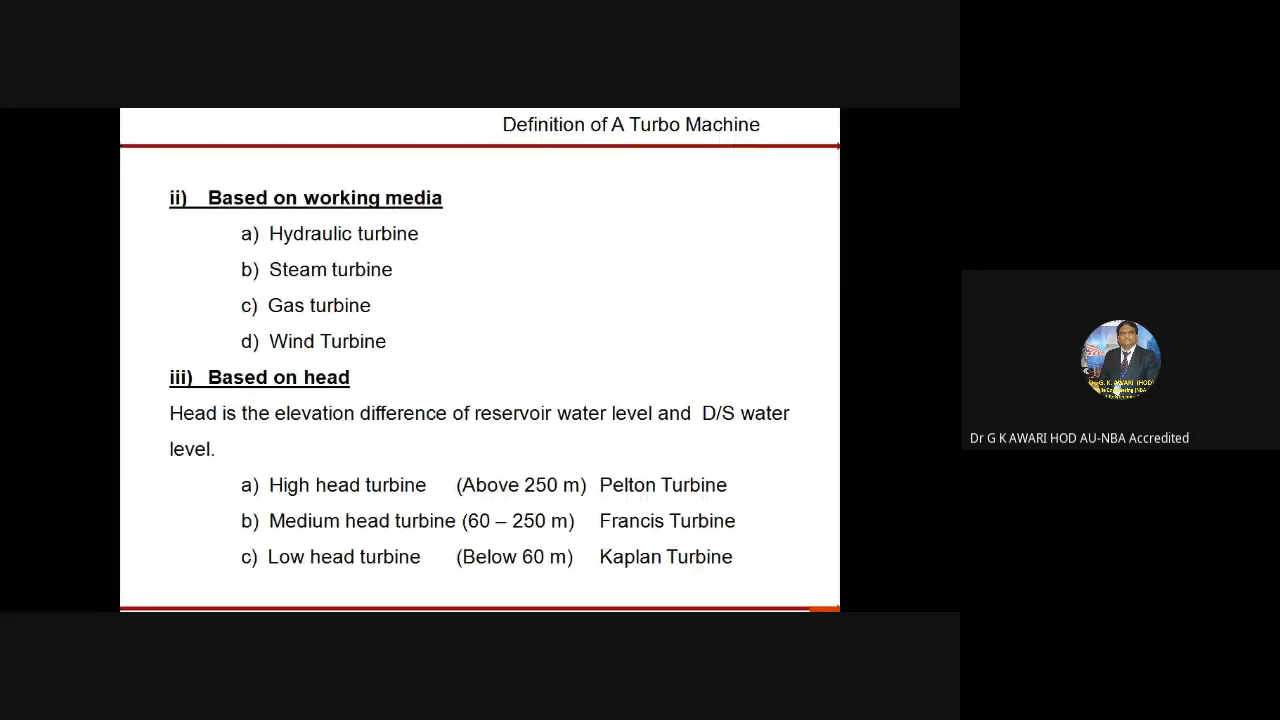 Definition of A Turbo Machine
ii) Based on working media
a) Hydraulic turbine
b) Steam turbine
c) Gas turbine
d) Wind Turbine
iii) Based on head
Head is the elevation difference of reservoir water level and D/S water
level.
a) High head turbine (Above 250 m) Pelton Turbine
b) Medium head turbine (60 – 250 m) Francis Turbine
c) Low head turbine (Below 60 m) Kaplan Turbine
Dr G. K. AWARI (HOD)
Dr G K AWARI HOD AU-NBA Accredited